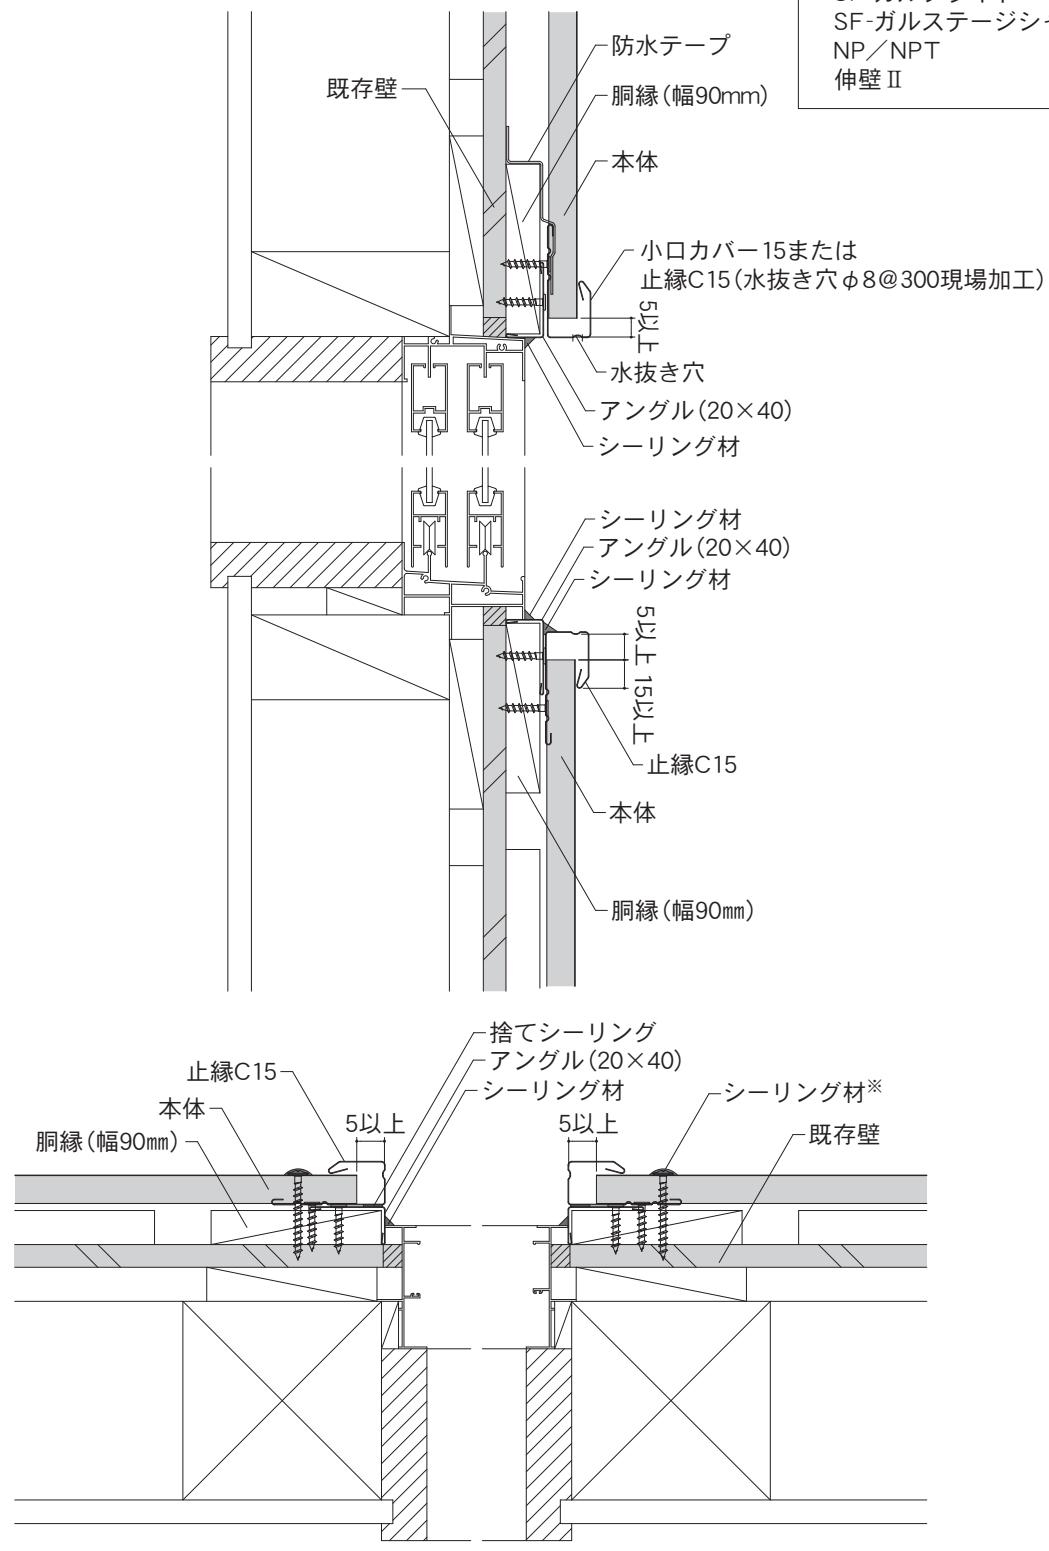 SF-ガルステージシ
NP／NPT
伸壁Ⅱ
防水テープ
既存壁
胴縁（幅90mm）
本体
小口カバー15または
止縁C15（水抜き穴φ8@300現場加工）
5以上
水抜き穴
アングル（20×40）
シーリング材
シーリング材
アングル（20×40）
シーリング材
5以上
15以上
止縁C15
本体
胴縁（幅90㎜）
捨てシーリング
アングル（20×40）
シーリング材
止縁C15
本体
胴縁（幅90㎜）
5以上
5以上
シーリング材※
既存壁